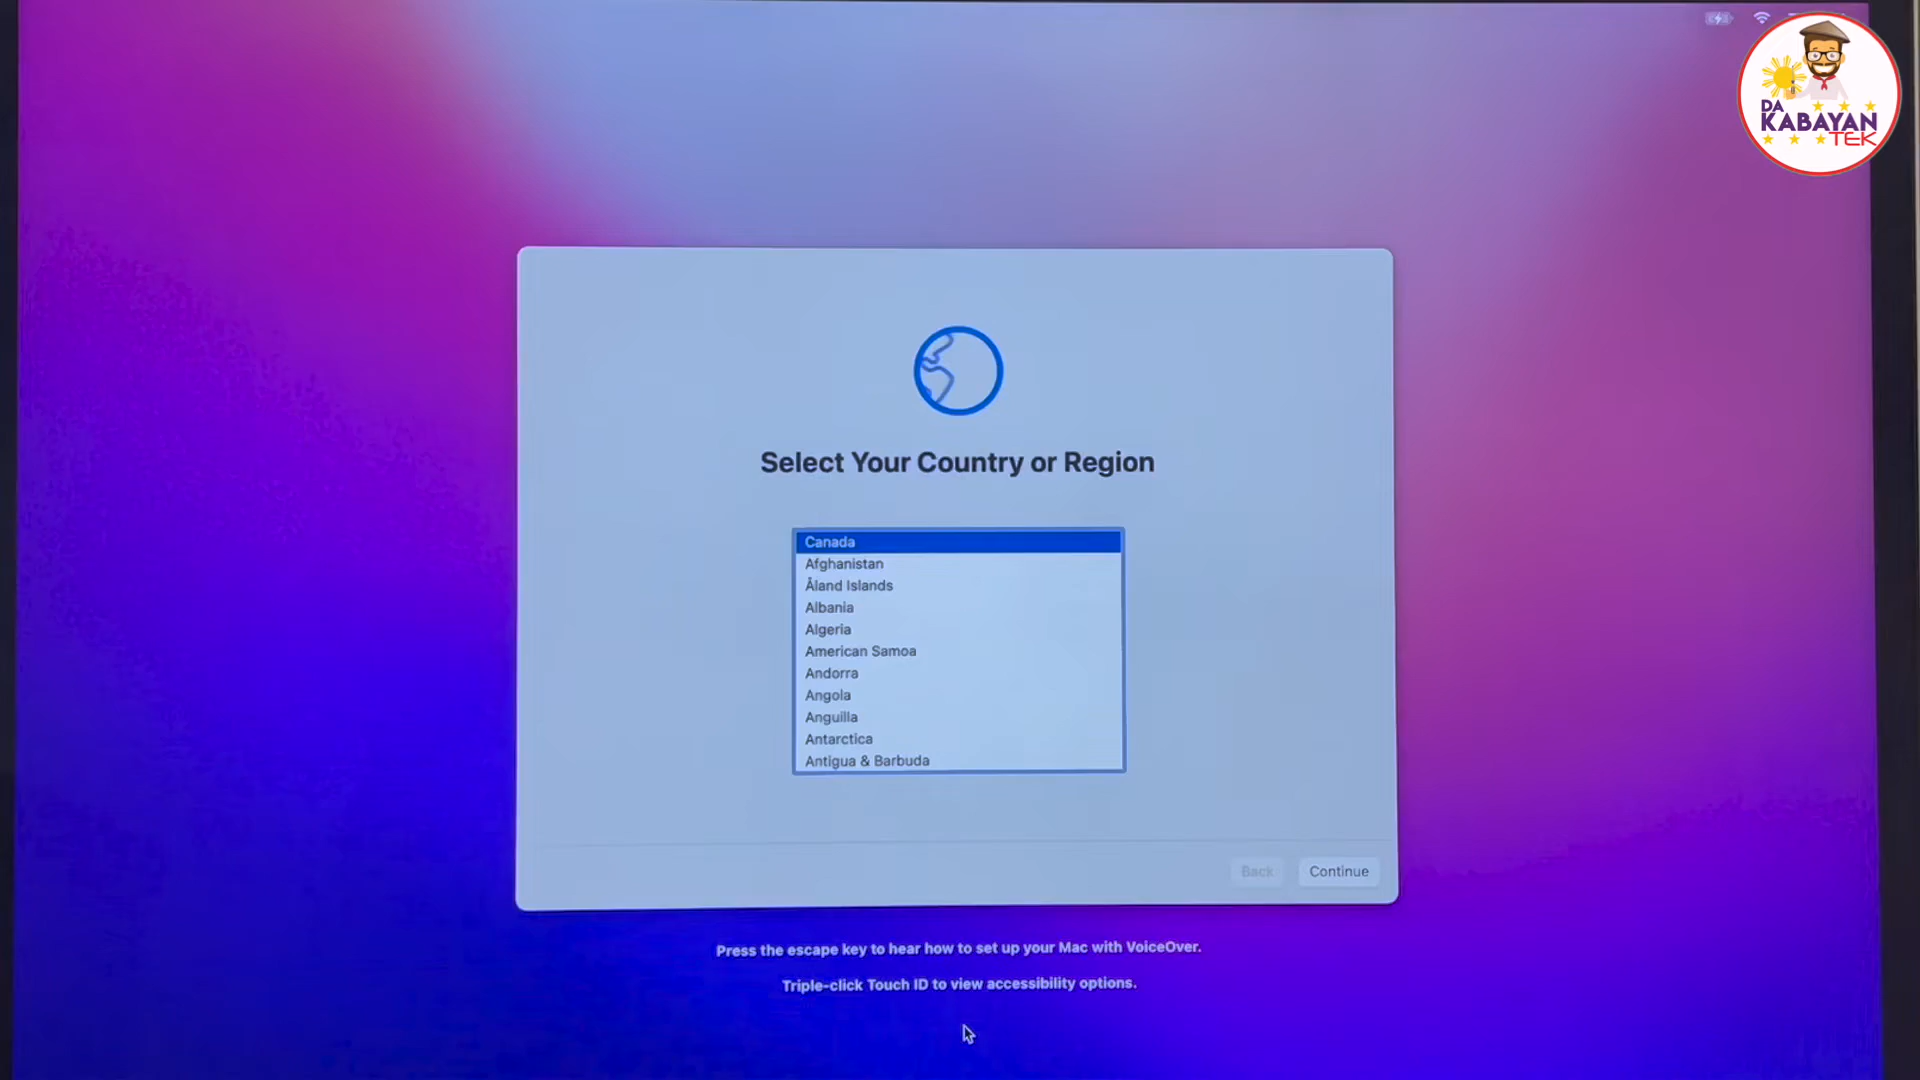 DA
KABAYAN
TEK
Select Your Country or Region
Canada
Afghanistan
Åland Islands
Albania
Algeria
American Samoa
Andorra
Angola
Anguilla
Antarctica
Antigua & Barbuda
Back
Continue
Press the escape key to hear how to set up your Mac with VoiceOver.
Triple-click Touch ID to view accessibility options.